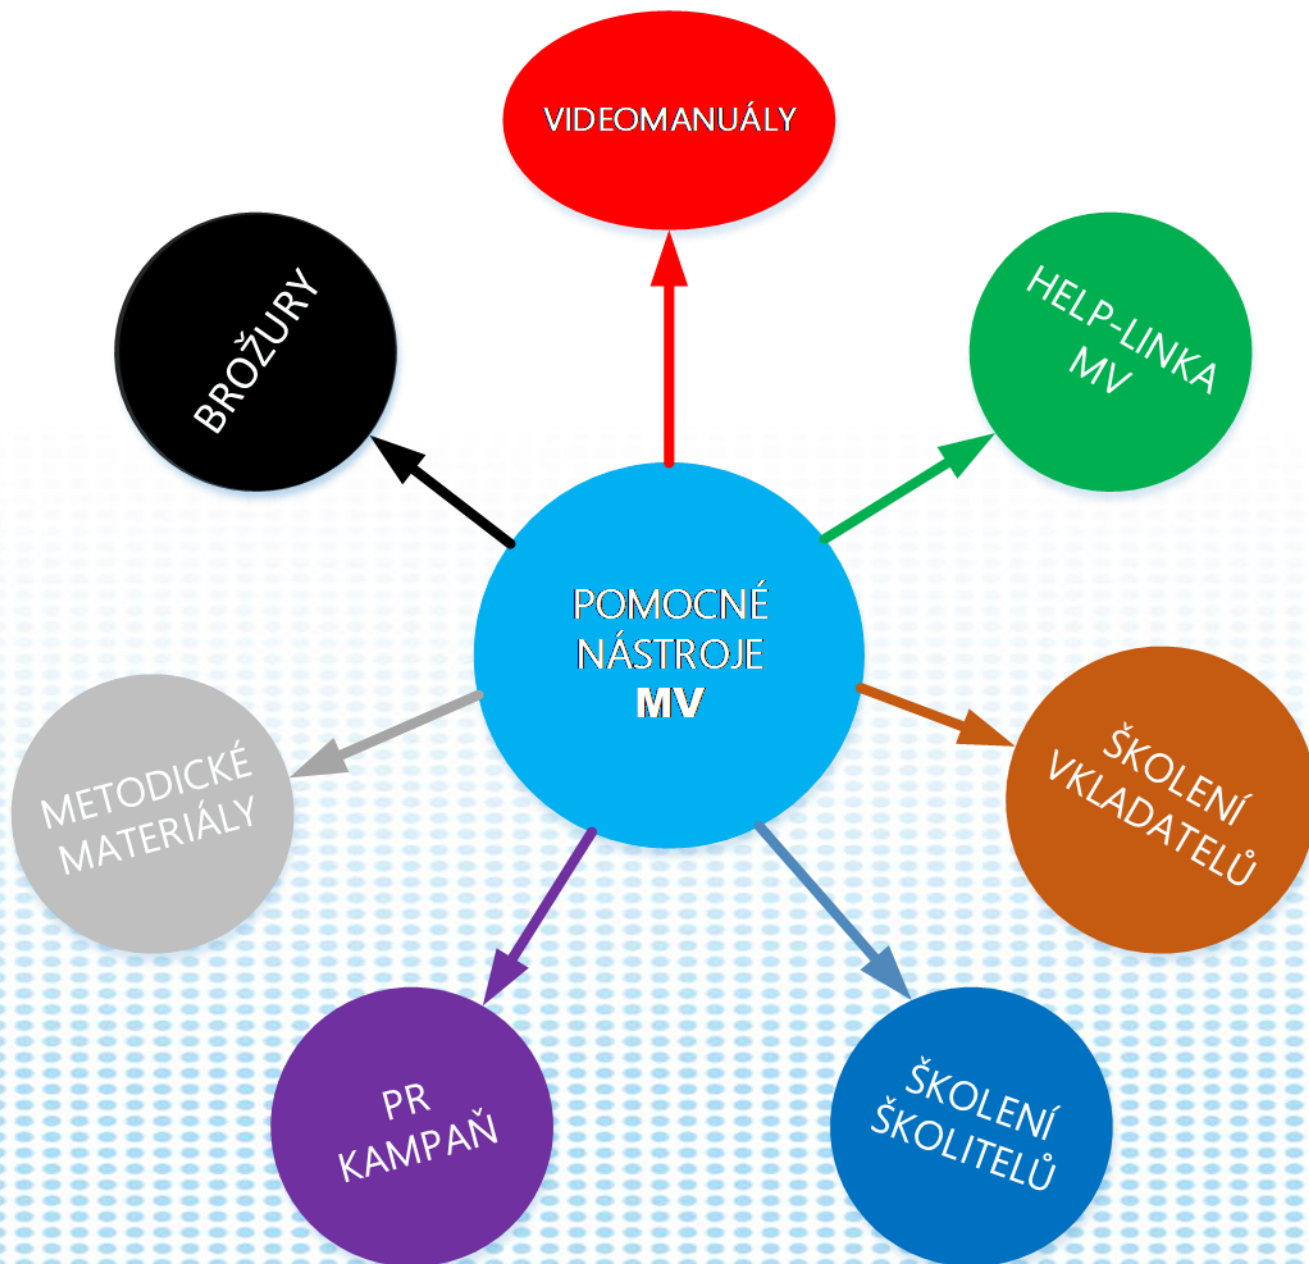 VIDEOMANUÁLY
BROŽURY
HELP-LINKA
MV
POMOCNÉ
NÁSTROJE
MV
METODICKÉ
MATERIÁLY
ŠKOLENÍ
VKLADATELŮ
PR
KAMPAŇ
ŠKOLENÍ
ŠKOLITELŮ